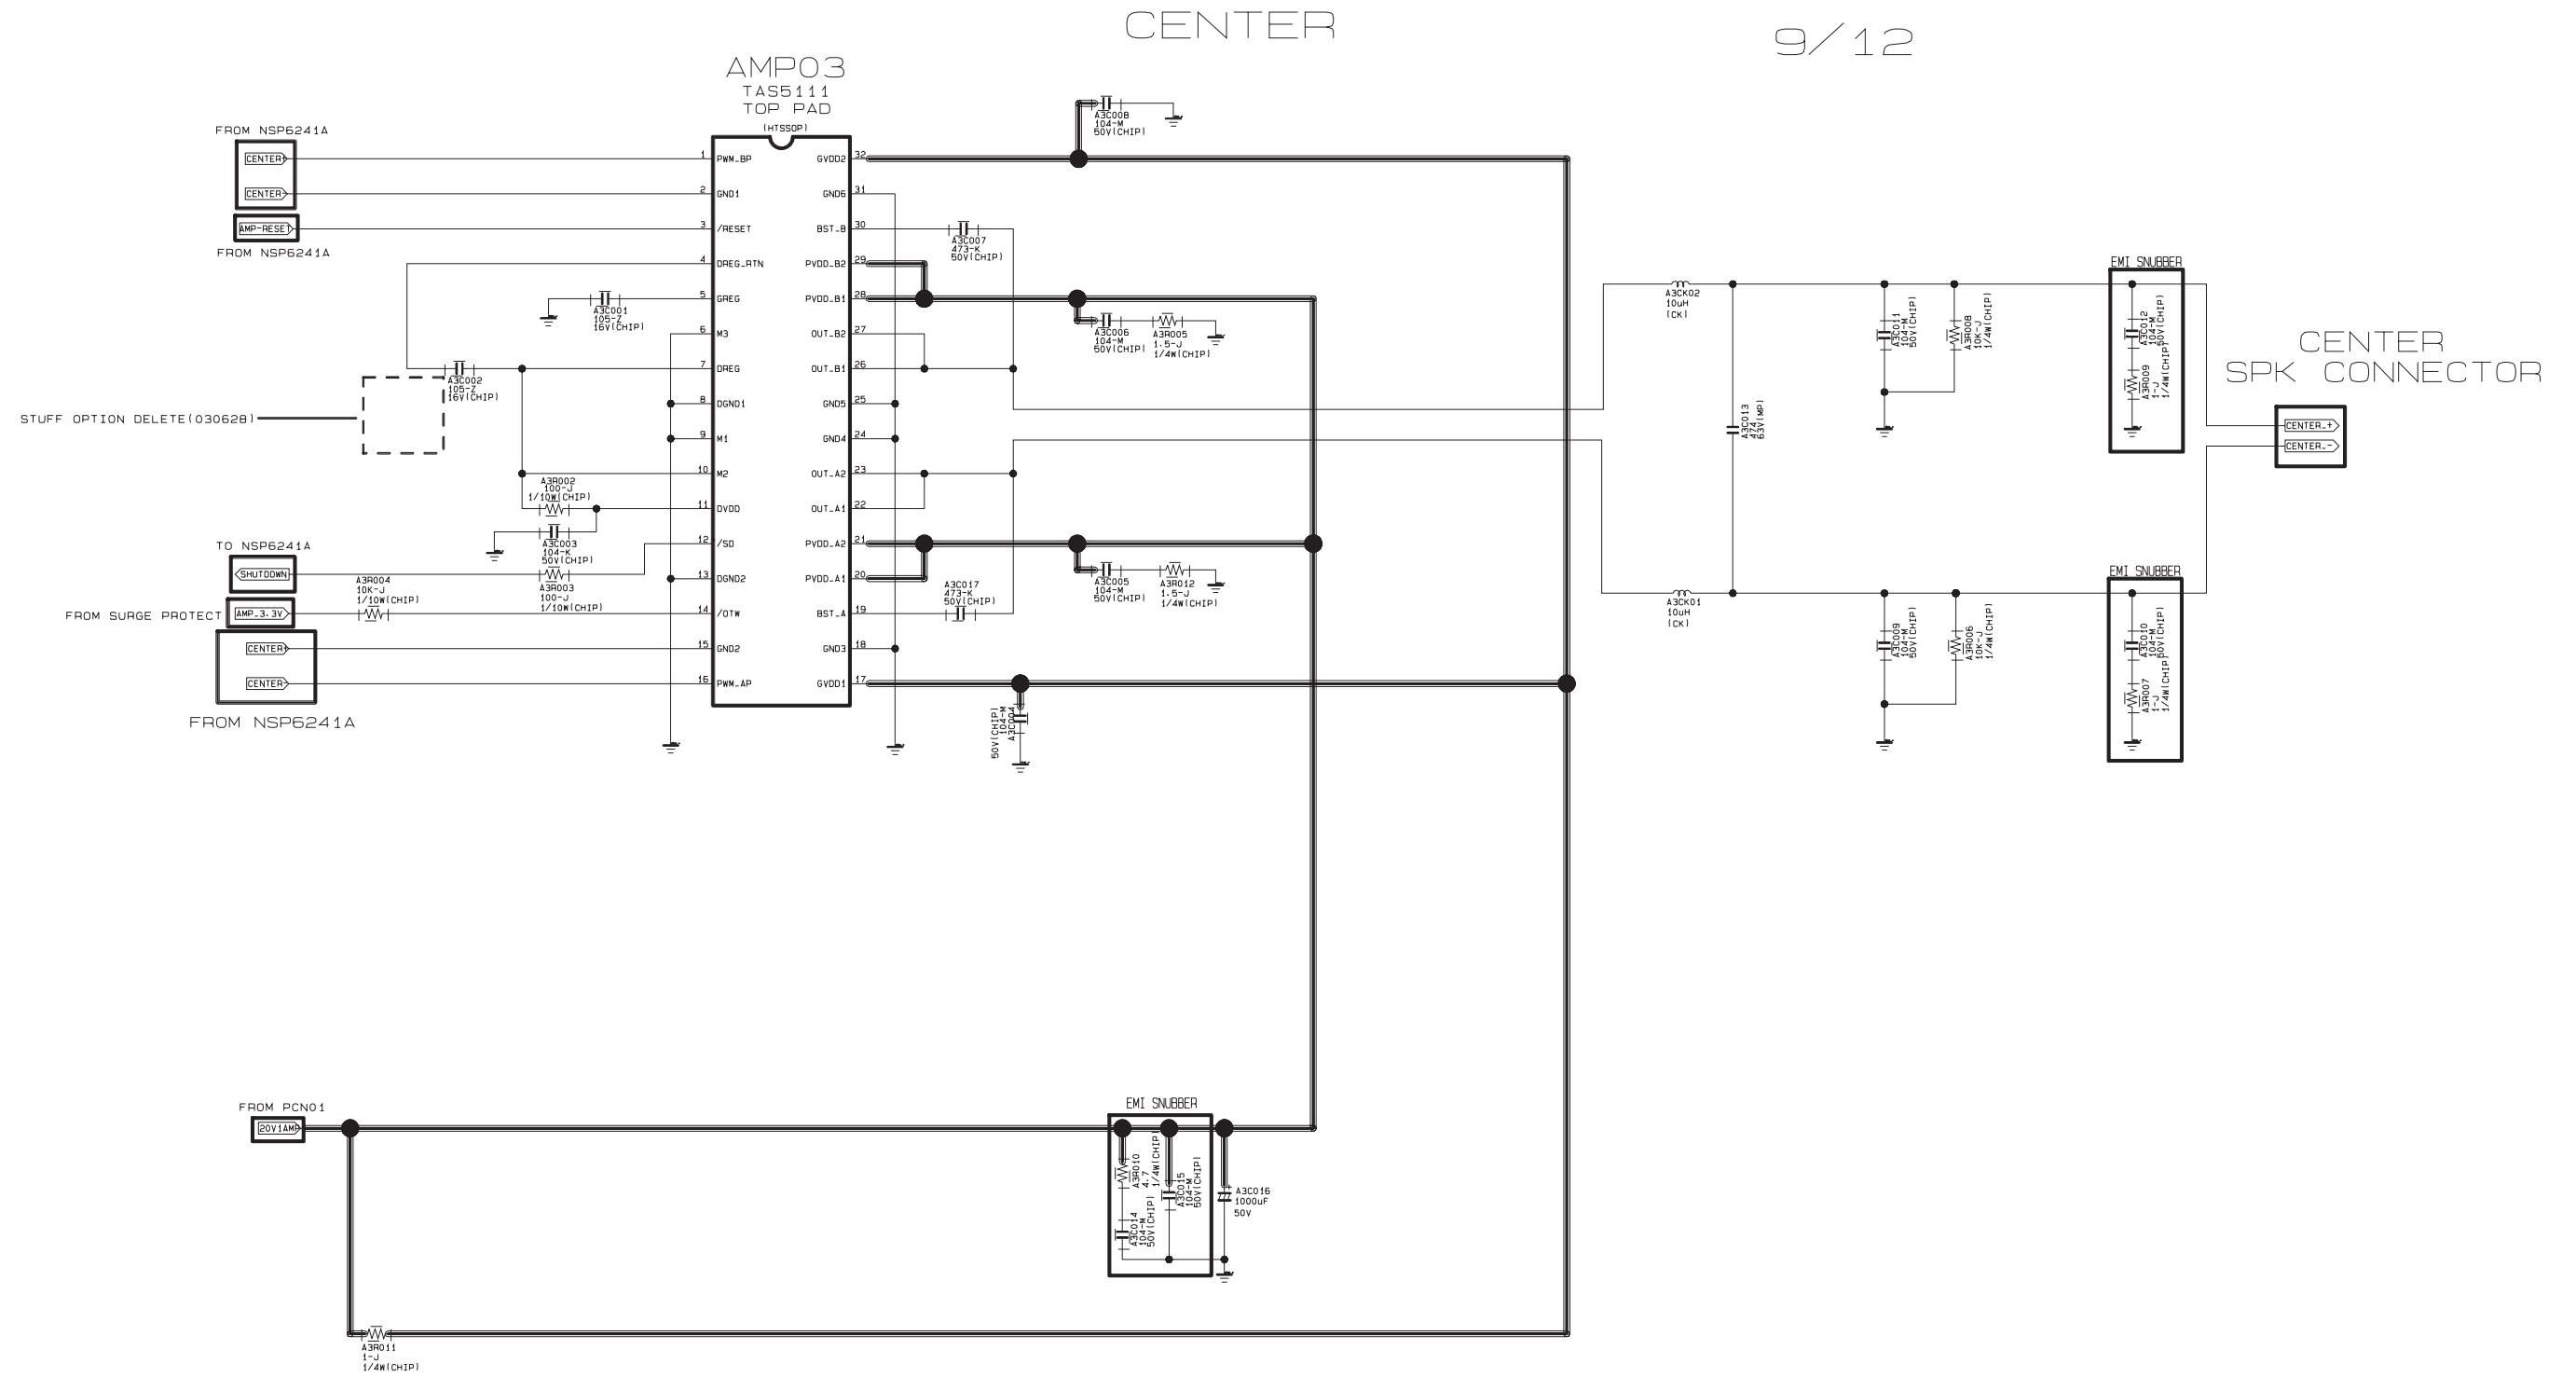 CENTER
9/12
AMP03
TAS5111
TOP PAD
(HTSSOP)
FROM NSP6241A
CENTER+
CENTER-
AMP-RESET
FROM NSP6241A
1 PWM_BP
2 GND1
3 /RESET
4 DREG_RTN
5 GREG
6 M3
7 DREG
8 DGND1
9 M1
10 M2
11 DVDD
12 /SD
13 DGND2
14 /OTW
15 GND2
16 PWM_AP
GVDD2 32
GND6 31
BST_B 30
PVDD_B2 29
PVDD_B1 28
OUT_B2 27
OUT_B1 26
GND5 25
GND4 24
OUT_A2 23
OUT_A1 22
PVDD_A2 21
PVDD_A1 20
BST_A 19
GND3 18
GVDD1 17
A3C001
105-Z
16V(CHIP)
A3C002
105-Z
16V(CHIP)
STUFF OPTION DELETE(030628)
A3R002
100-J
1/10W(CHIP)
A3C003
104-K
50V(CHIP)
A3R003
100-J
1/10W(CHIP)
TO NSP6241A
SHUTDOWN
A3R004
10K-J
1/10W(CHIP)
FROM SURGE PROTECT
AMP_3.3V
CENTER+
CENTER-
FROM NSP6241A
A3C008
104-M
50V(CHIP)
A3C007
473-K
50V(CHIP)
A3C006
104-M
50V(CHIP)
A3R005
1.5-J
1/4W(CHIP)
A3C005
104-M
50V(CHIP)
A3R012
1.5-J
1/4W(CHIP)
A3C017
473-K
50V(CHIP)
A3C004
104-M
50V(CHIP)
A3CK02
10uH
(CK)
A3C013
474
63V(MP)
A3CK01
10uH
(CK)
A3C011
104-M
50V(CHIP)
A3R008
10K-J
1/4W(CHIP)
EMI SNUBBER
A3C012
104-M
50V(CHIP)
A3R009
1-J
1/4W(CHIP)
CENTER
SPK CONNECTOR
CENTER_+
CENTER_-
A3C009
104-M
50V(CHIP)
A3R006
10K-J
1/4W(CHIP)
EMI SNUBBER
A3C010
104-M
50V(CHIP)
A3R007
1-J
1/4W(CHIP)
FROM PCN01
20V1AMP
EMI SNUBBER
A3R010
4.7
1/4W(CHIP)
A3C014
104-M
50V(CHIP)
A3C015
104-M
50V(CHIP)
A3C016
1000uF
50V
A3R011
1-J
1/4W(CHIP)